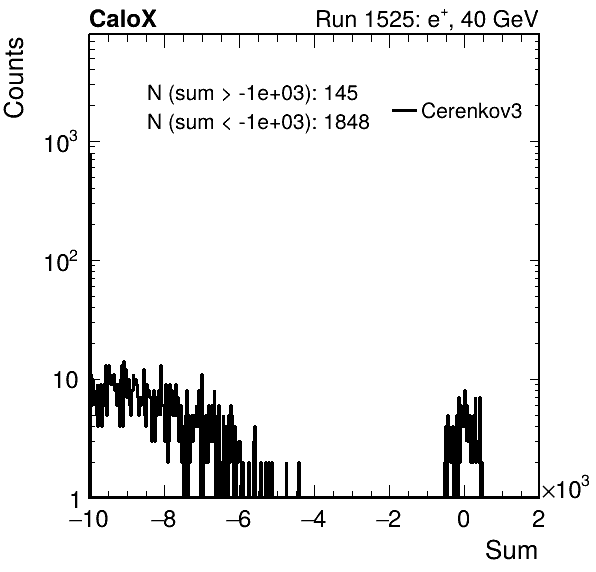 CaloX Run 1525: e⁺, 40 GeV
Counts
N (sum > -1e+03): 145
N (sum < -1e+03): 1848
Cerenkov3
10³
10²
10
1
−10 −8 −6 −4 −2 0 2
×10³
Sum